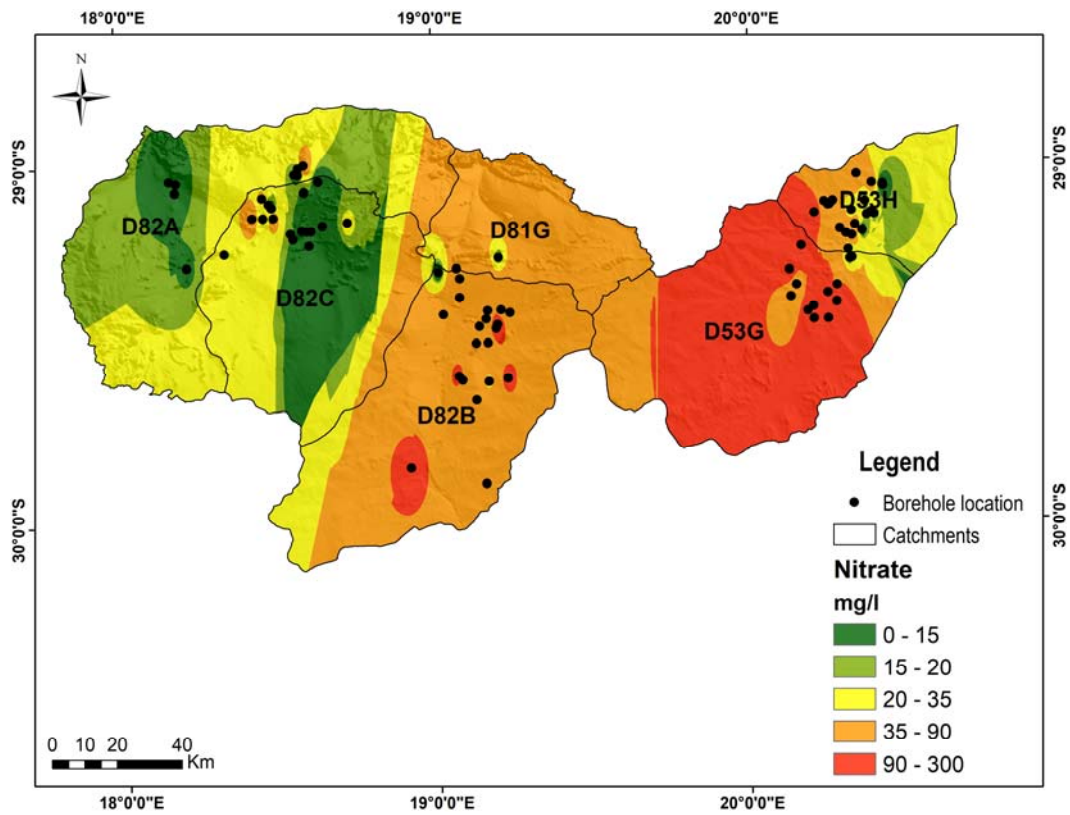 18°0'0"E 19°0'0"E 20°0'0"E
N
29°0'0"S 29°0'0"S
D53H
D82A
D81G
D82C
D53G
D82B
Legend
Borehole location
30°0'0"S 30°0'0"S
Catchments
Nitrate
mg/l
0 - 15
15 - 20
20 - 35
35 - 90
90 - 300
0 10 20 40
Km
18°0'0"E 19°0'0"E 20°0'0"E